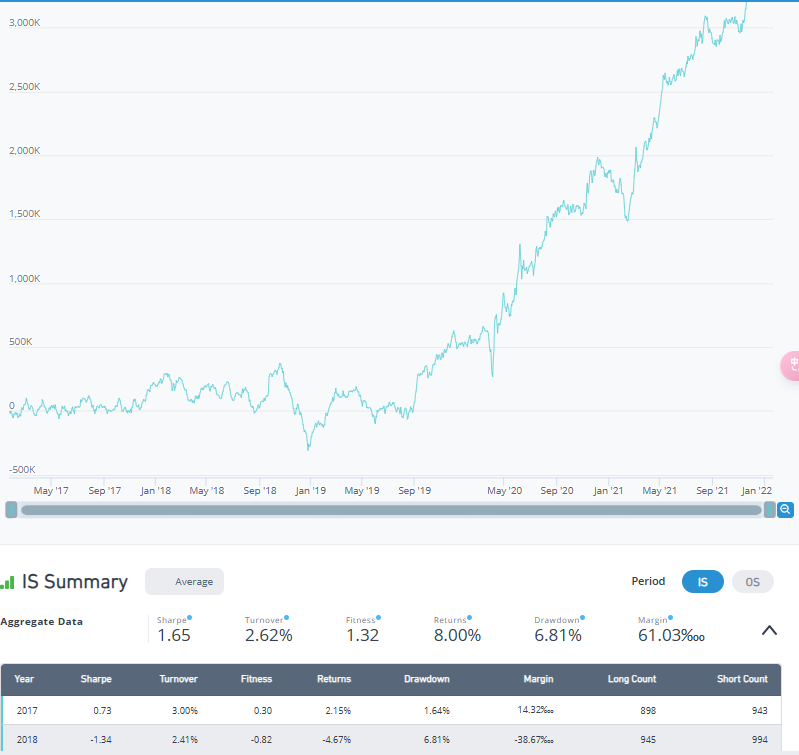 3,000K
2,500K
2,000K
1,500K
1,000K
500K
0
-500K
May '17 Sep '17 Jan '18 May '18 Sep '18 Jan '19 May '19 Sep '19 May '20 Sep '20 Jan '21 May '21 Sep '21 Jan '22
IS Summary Average Period IS OS
Aggregate Data
Sharpe Turnover Fitness Returns Drawdown Margin
1.65 2.62% 1.32 8.00% 6.81% 61.03‱
Year Sharpe Turnover Fitness Returns Drawdown Margin Long Count Short Count
2017 0.73 3.00% 0.30 2.15% 1.64% 14.32‱ 898 943
2018 -1.34 2.41% -0.82 -4.67% 6.81% -38.67‱ 945 994